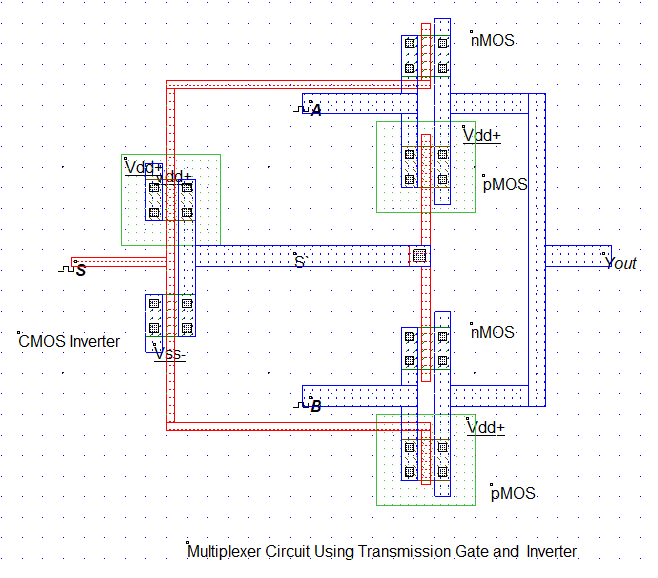 nMOS
A
Vdd+
pMOS
Vdd+
Vdd+
S`
Yout
S
nMOS
CMOS Inverter
Vss-
B
Vdd+
pMOS
Multiplexer Circuit Using Transmission Gate and Inverter